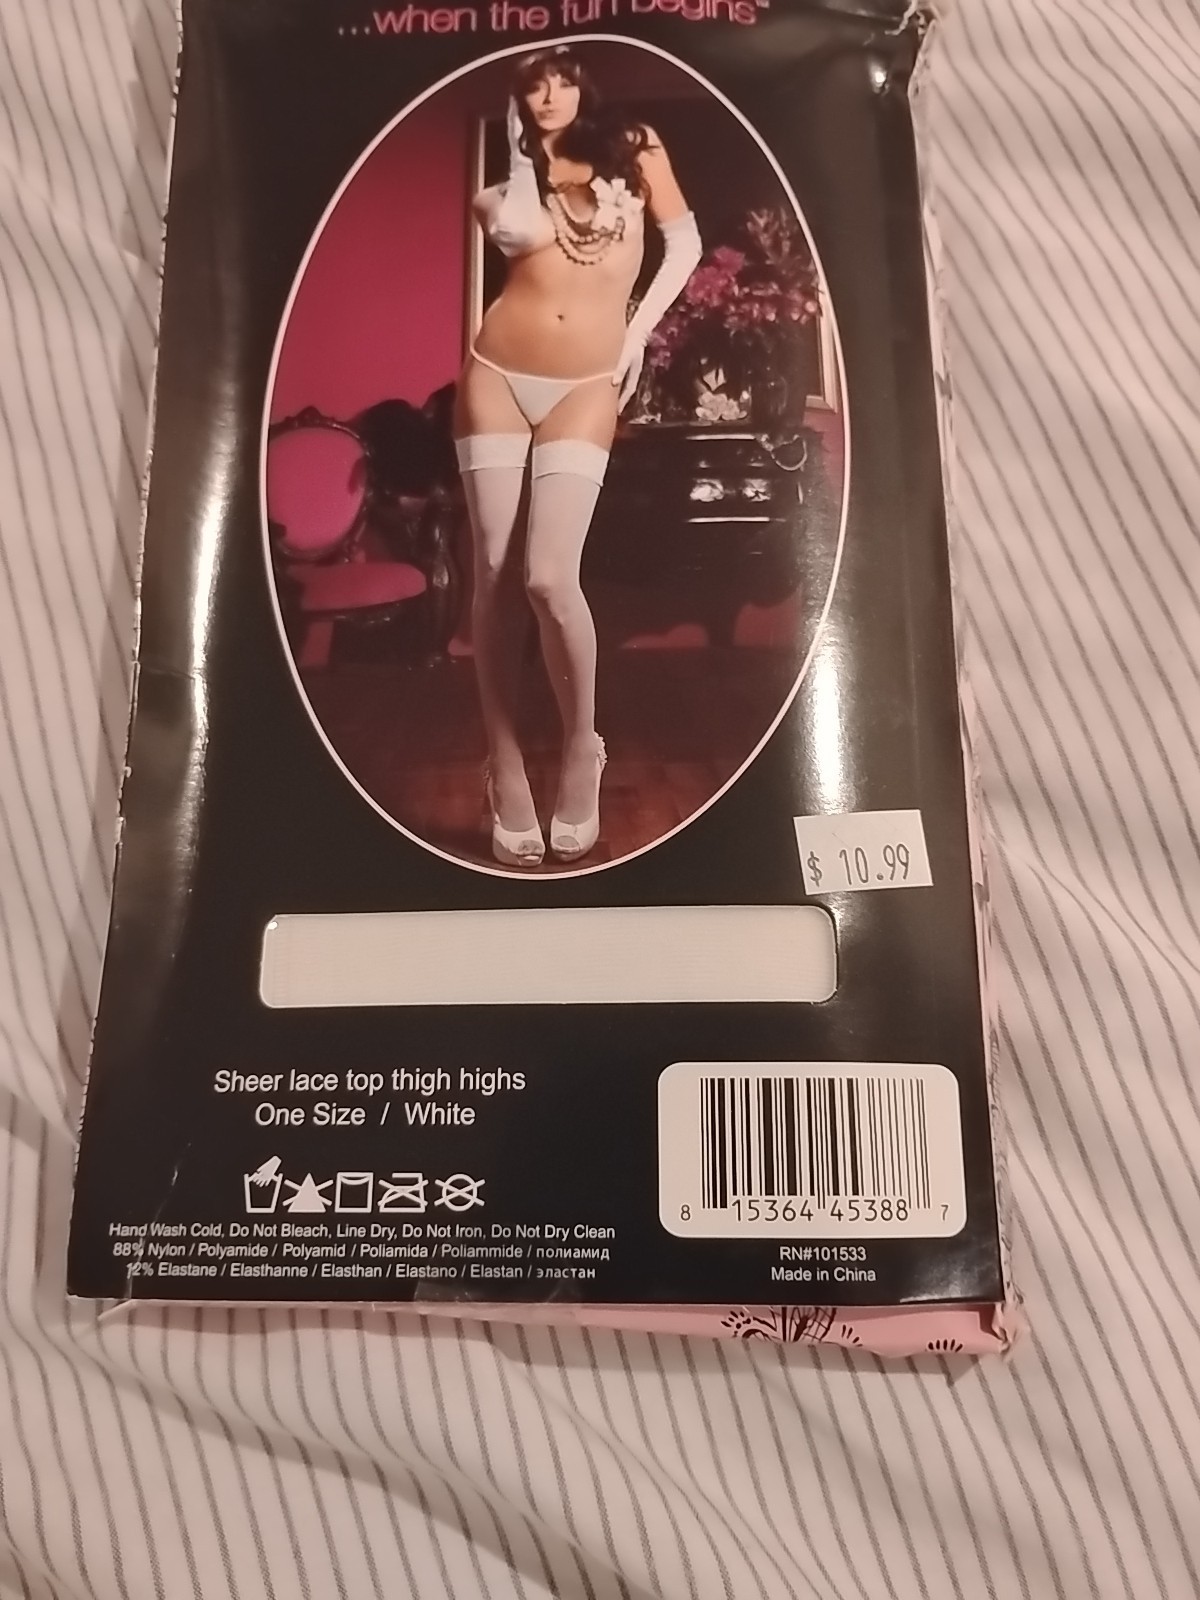 ...when the fun begins™
$ 10.99
Sheer lace top thigh highs
One Size / White
Hand Wash Cold, Do Not Bleach, Line Dry, Do Not Iron, Do Not Dry Clean
88% Nylon / Polyamide / Polyamid / Poliamida / Poliammide / полиамид
12% Elastane / Elasthanne / Elasthan / Elastano / Elastan / эластан
8 15364 45388 7
RN#101533
Made in China